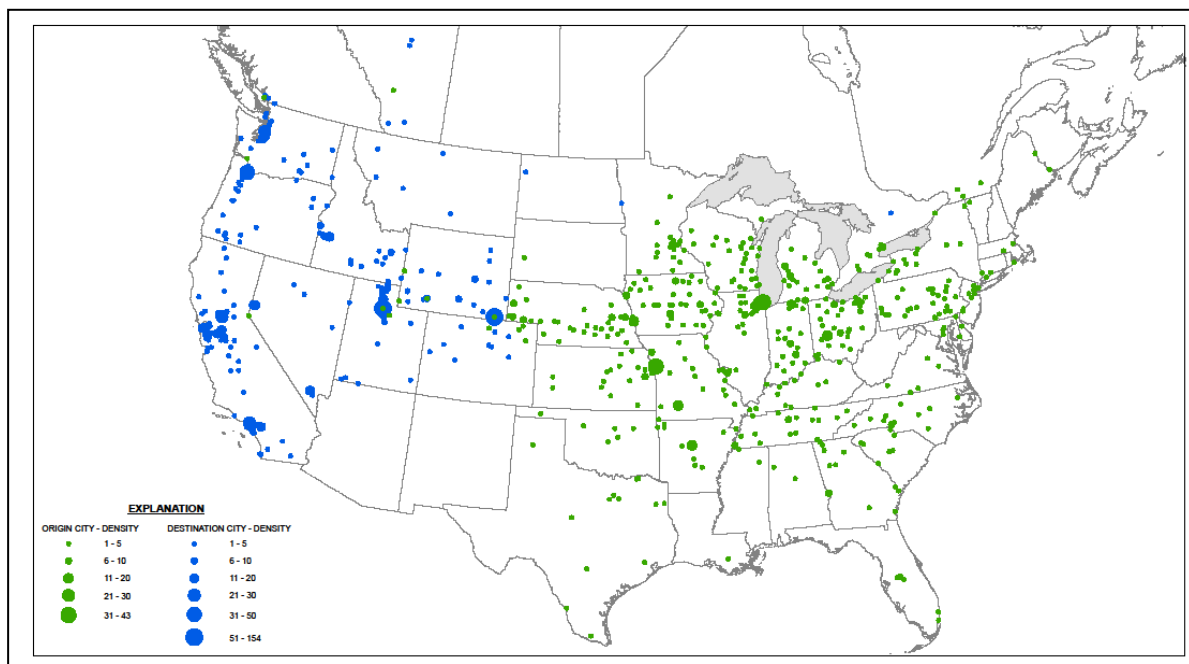 EXPLANATION
ORIGIN CITY - DENSITY DESTINATION CITY - DENSITY
1 - 5 1 - 5
6 - 10 6 - 10
11 - 20 11 - 20
21 - 30 21 - 30
31 - 43 31 - 50
51 - 154